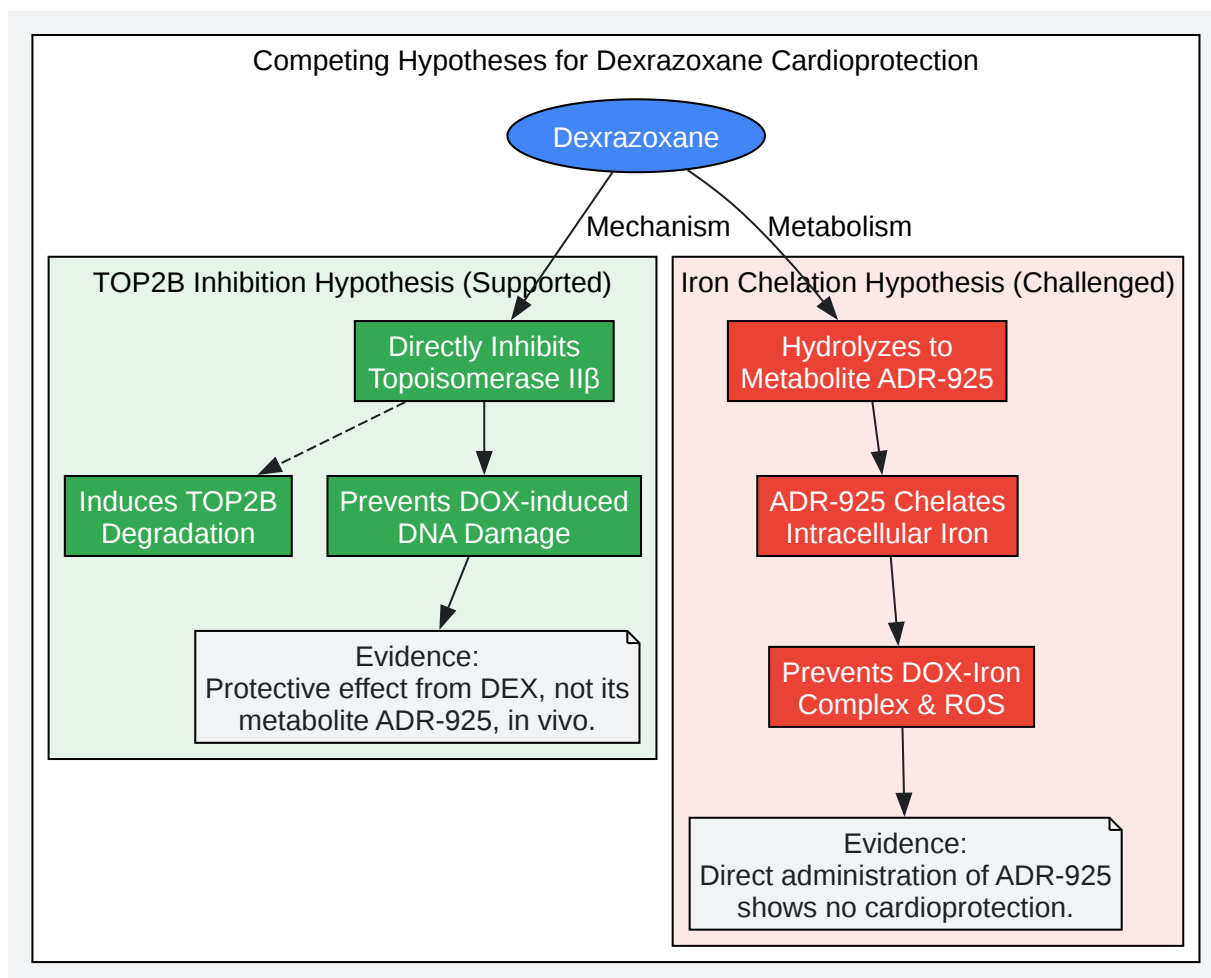 Competing Hypotheses for Dexrazoxane Cardioprotection
Dexrazoxane
Mechanism
Metabolism
TOP2B Inhibition Hypothesis (Supported)
Directly Inhibits
Topoisomerase IIβ
Induces TOP2B
Degradation
Prevents DOX-induced
DNA Damage
Evidence:
Protective effect from DEX, not its
metabolite ADR-925, in vivo.
Iron Chelation Hypothesis (Challenged)
Hydrolyzes to
Metabolite ADR-925
ADR-925 Chelates
Intracellular Iron
Prevents DOX-Iron
Complex & ROS
Evidence:
Direct administration of ADR-925
shows no cardioprotection.